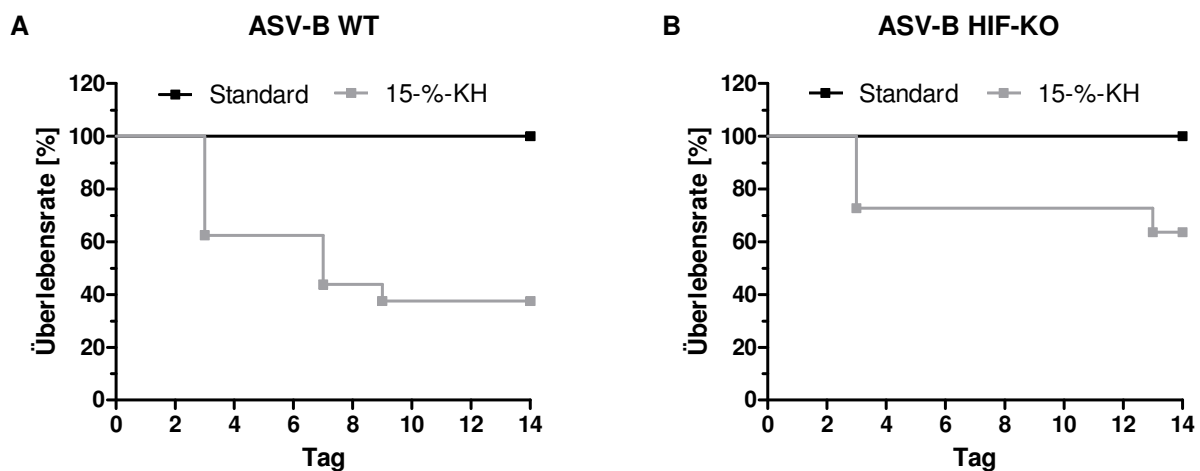 A
ASV-B WT
Standard
15-%-KH
Überlebensrate [%]
120
100
80
60
40
20
0
0 2 4 6 8 10 12 14
Tag
B
ASV-B HIF-KO
Standard
15-%-KH
Überlebensrate [%]
120
100
80
60
40
20
0
0 2 4 6 8 10 12 14
Tag